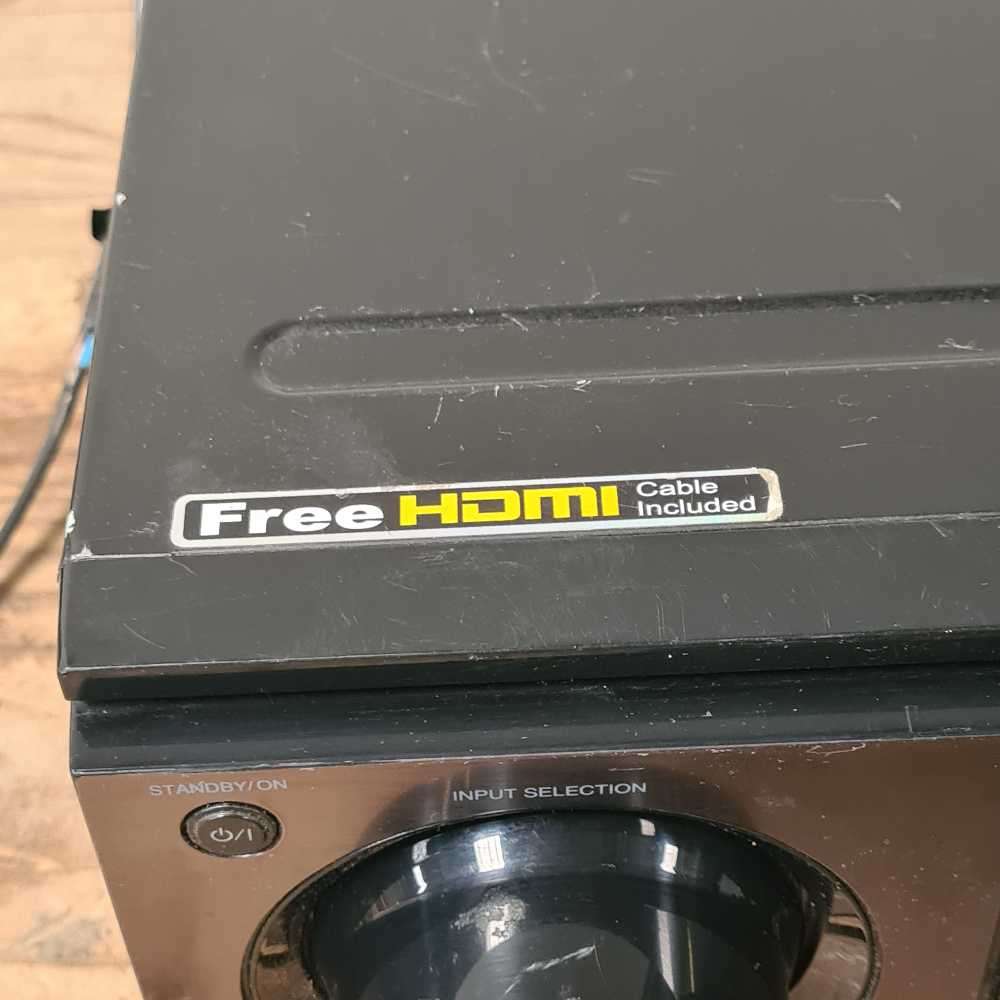 Free HDMI Cable
Included
STANDBY/ON
INPUT SELECTION
⏻/I